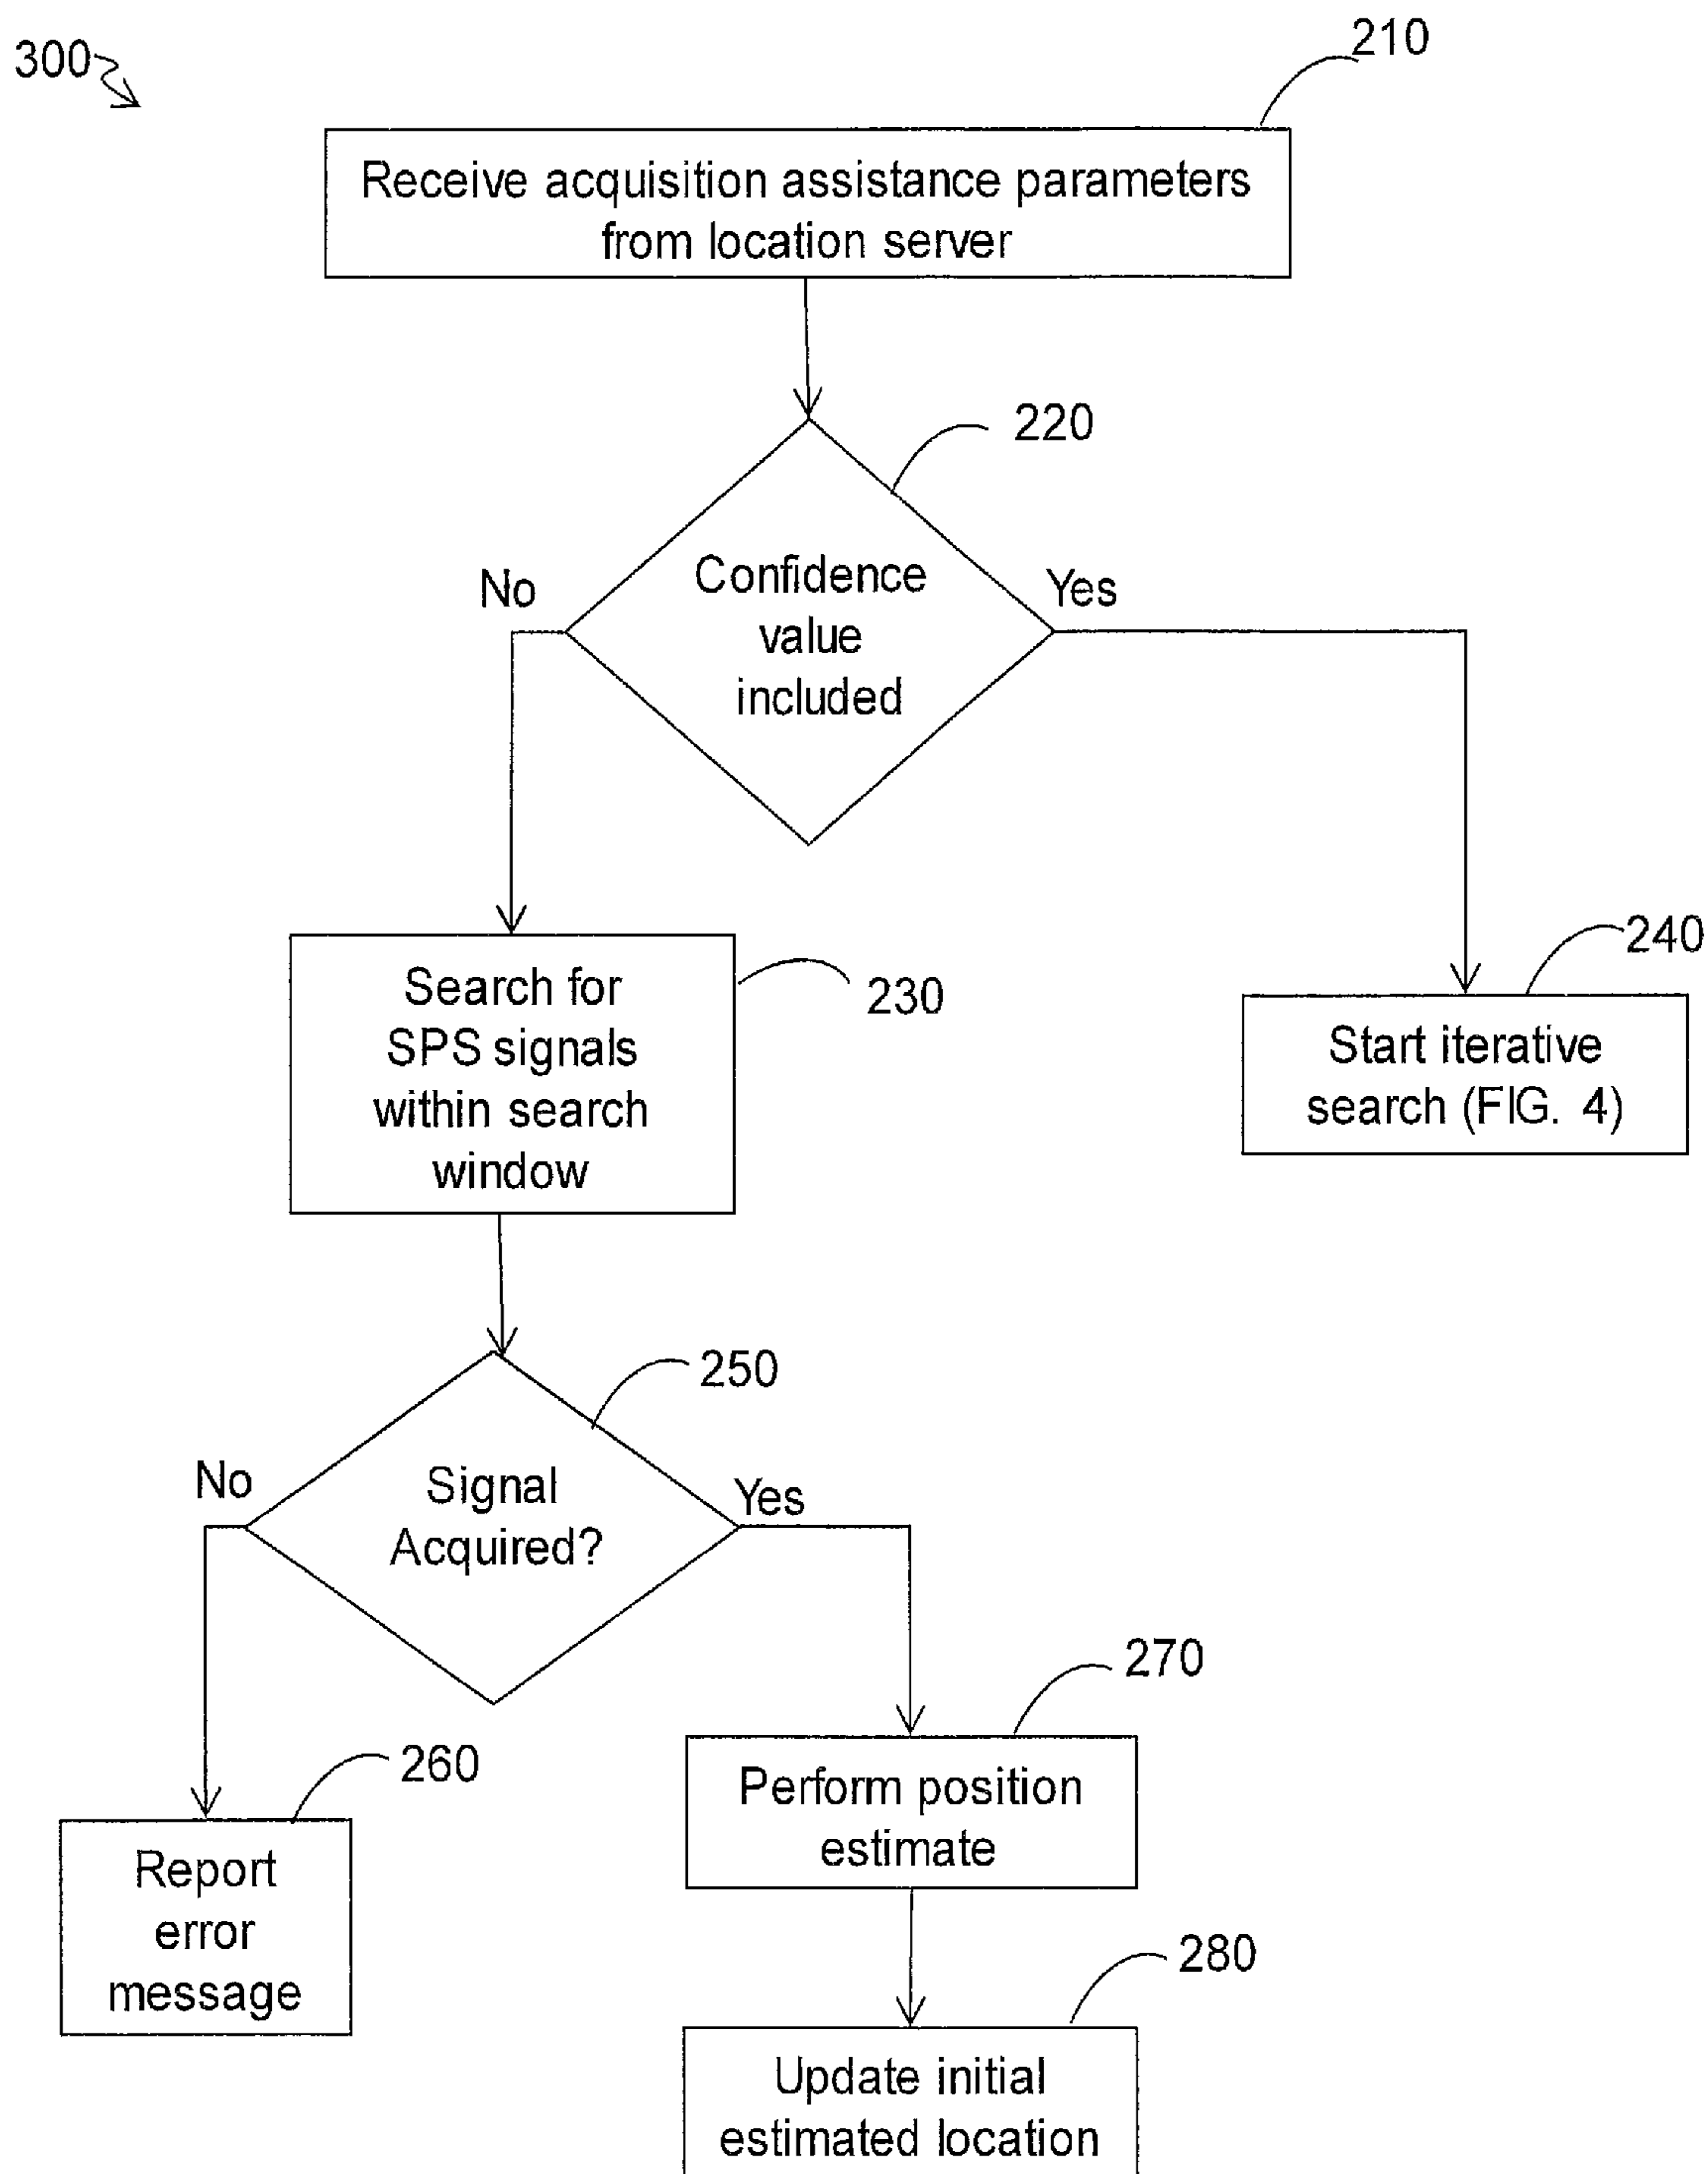 300
210
Receive acquisition assistance parameters
from location server
220
No
Confidence
value
included
Yes
240
Search for
SPS signals
within search
window
230
Start iterative
search (FIG. 4)
250
No
Signal
Acquired?
Yes
270
260
Perform position
estimate
Report
error
message
280
Update initial
estimated location